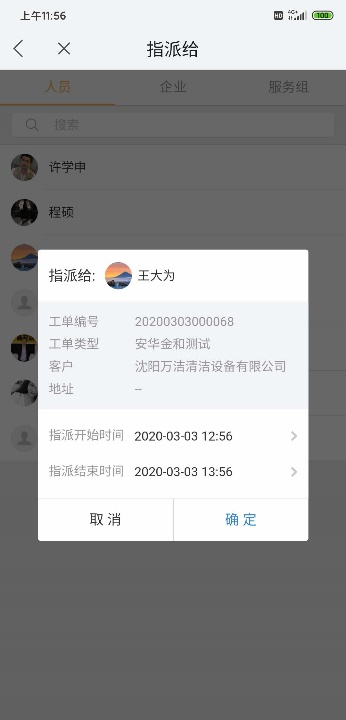 上午11:56
HD 4G+ 100
指派给
人员 企业 服务组
搜索
许学申
程硕
指派给: 王大为
工单编号 20200303000068
工单类型 安华金和测试
客户 沈阳万洁清洁设备有限公司
地址 --
指派开始时间 2020-03-03 12:56
指派结束时间 2020-03-03 13:56
取消 确定